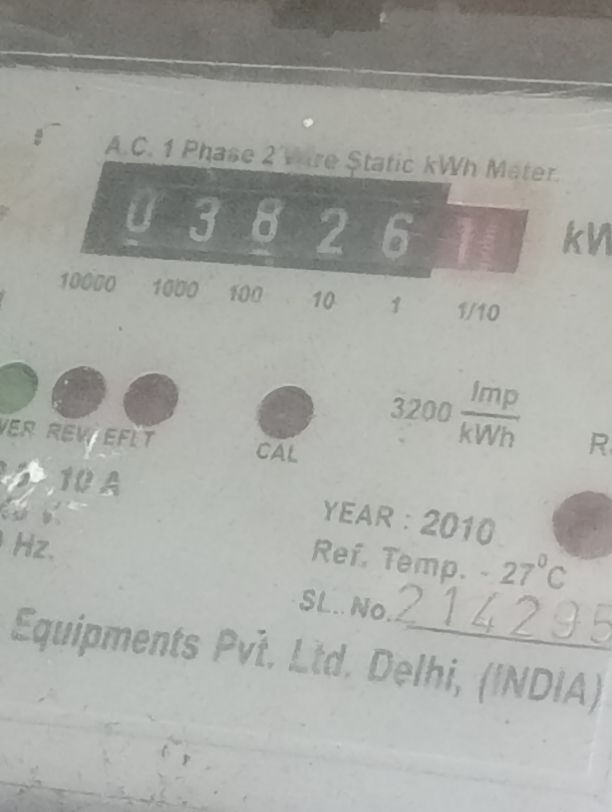 A.C. 1 Phase 2 Wire Static kWh Meter
0 3 8 2 6 1 kW
10000 1000 100 10 1 1/10
3200 Imp/kWh
VER REV/EFLT
CAL
R
10 A
YEAR : 2010
Hz.
Ref. Temp. - 27°C
SL. No. 214295
Equipments Pvt. Ltd. Delhi, (INDIA)